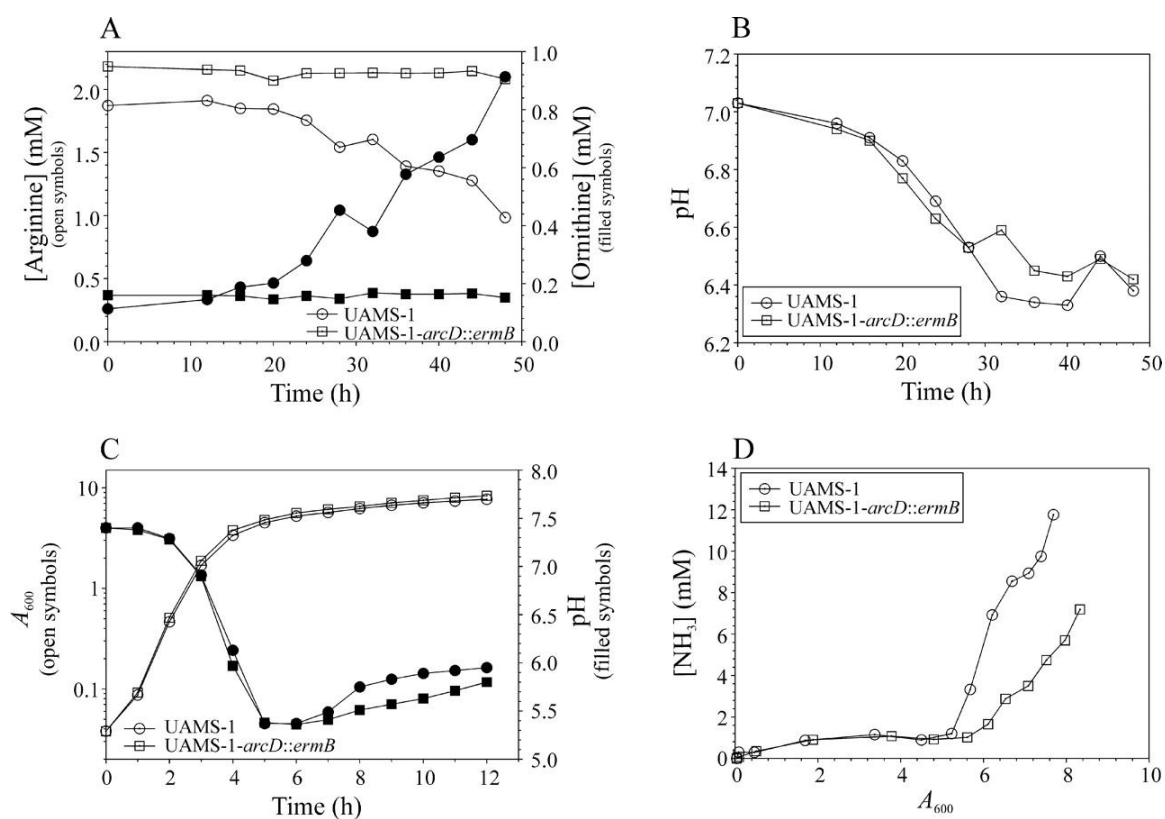 A
[Arginine] (mM)
(open symbols)
2.0
1.5
1.0
0.5
0.0
1.0
0.8
0.6
0.4
0.2
0.0
[Ornithine] (mM)
(filled symbols)
UAMS-1
UAMS-1-arcD::ermB
0 10 20 30 40 50
Time (h)
B
pH
7.2
7.0
6.8
6.6
6.4
6.2
UAMS-1
UAMS-1-arcD::ermB
0 10 20 30 40 50
Time (h)
C
A600
(open symbols)
10
1
0.1
8.0
7.5
7.0
6.5
6.0
5.5
5.0
pH
(filled symbols)
UAMS-1
UAMS-1-arcD::ermB
0 2 4 6 8 10 12
Time (h)
D
[NH3] (mM)
14
12
10
8
6
4
2
0
UAMS-1
UAMS-1-arcD::ermB
0 2 4 6 8 10
A600